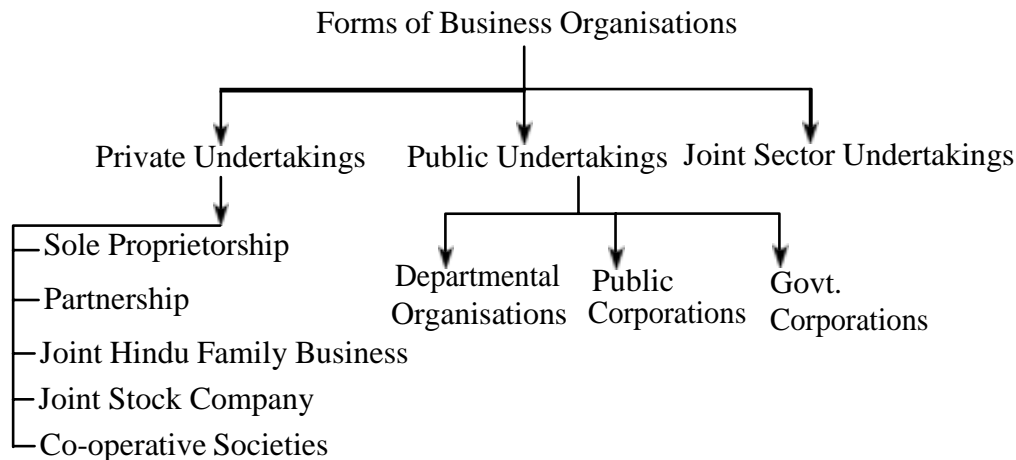 Forms of Business Organisations
Private Undertakings
Public Undertakings
Joint Sector Undertakings
Sole Proprietorship
Partnership
Joint Hindu Family Business
Joint Stock Company
Co-operative Societies
Departmental
Organisations
Public
Corporations
Govt.
Corporations